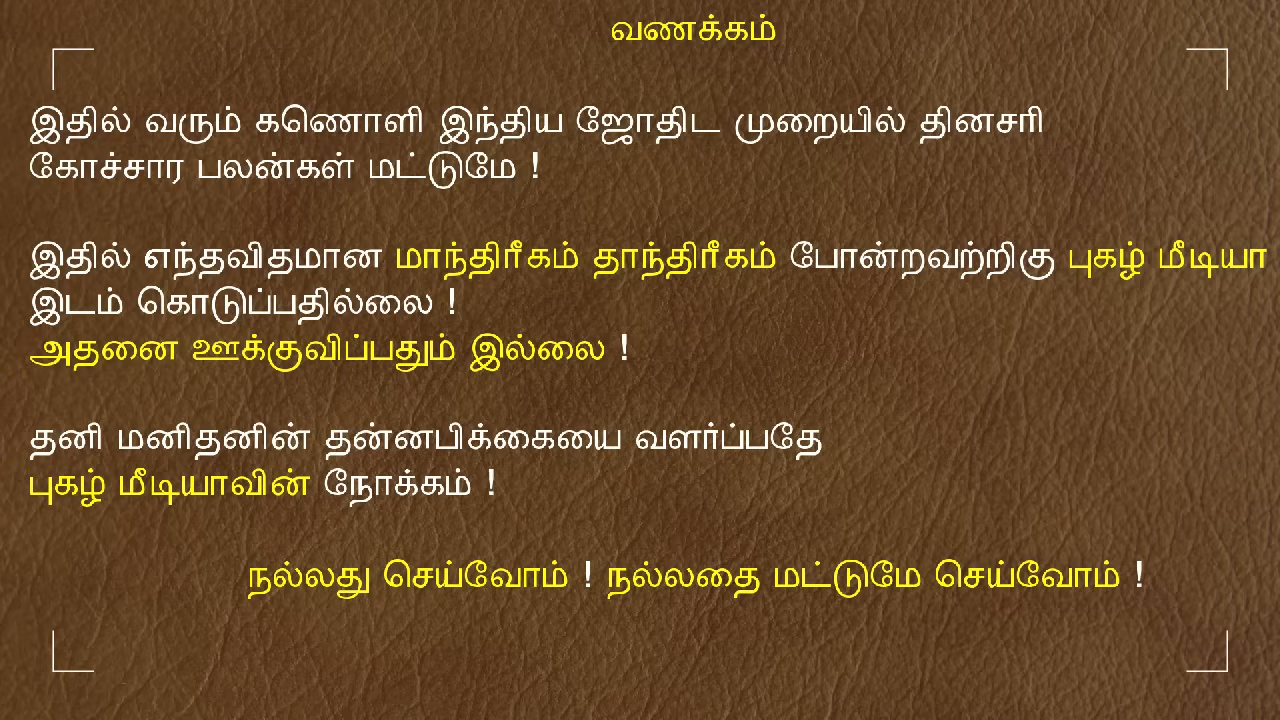 வணக்கம்
இதில் வரும் கணொளி இந்திய ஜோதிட முறையில் தினசரி
கோச்சார பலன்கள் மட்டுமே !
இதில் எந்தவிதமான மாந்திரீகம் தாந்திரீகம் போன்றவற்றிகு புகழ் மீடியா
இடம் கொடுப்பதில்லை !
அதனை ஊக்குவிப்பதும் இல்லை !
தனி மனிதனின் தன்னபிக்கையை வளர்ப்பதே
புகழ் மீடியாவின் நோக்கம் !
நல்லது செய்வோம் ! நல்லதை மட்டுமே செய்வோம் !